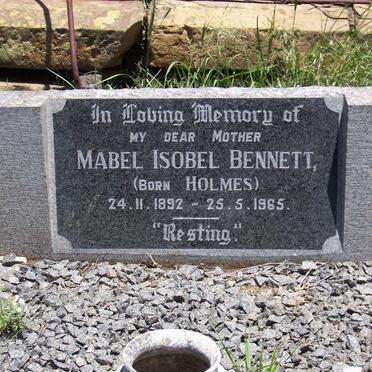 In Loving Memory of
MY DEAR MOTHER
MABEL ISOBEL BENNETT,
(BORN HOLMES)
24.11.1892 - 25.5.1965.
"Resting."